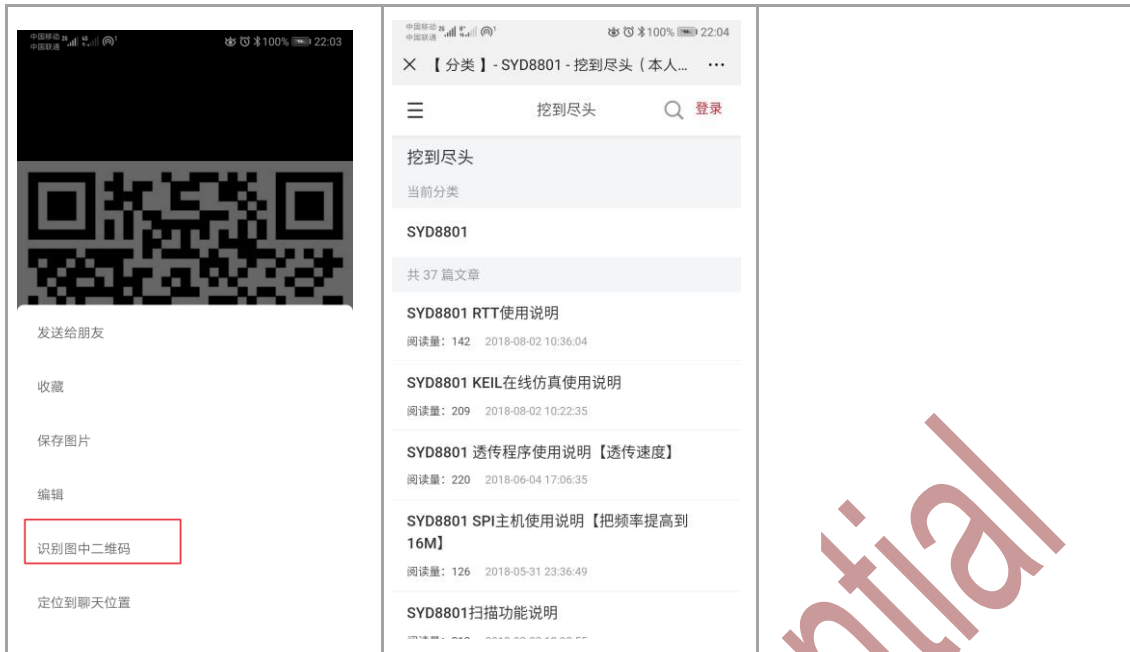 中国移动
中国联通
100% 22:03
发送给朋友
收藏
保存图片
编辑
识别图中二维码
定位到聊天位置
中国移动
中国联通
100% 22:04
× 【 分类 】- SYD8801 - 挖到尽头（本人... ···
挖到尽头 登录
挖到尽头
当前分类
SYD8801
共 37 篇文章
SYD8801 RTT使用说明
阅读量：142 2018-08-02 10:36:04
SYD8801 KEIL在线仿真使用说明
阅读量：209 2018-08-02 10:22:35
SYD8801 透传程序使用说明【透传速度】
阅读量：220 2018-06-04 17:06:35
SYD8801 SPI主机使用说明【把频率提高到
16M】
阅读量：126 2018-05-31 23:36:49
SYD8801扫描功能说明
ntial